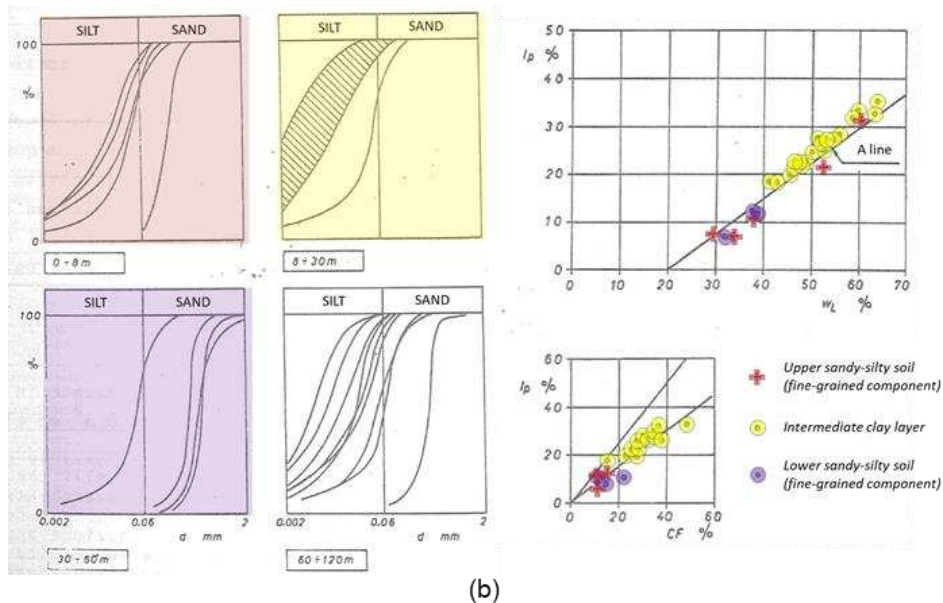 SILT SAND
100
%
0
0 ÷ 8 m
SILT SAND
8 ÷ 30 m
SILT SAND
100
%
0
0.002 0.06 2
d mm
30 ÷ 60 m
SILT SAND
0.002 0.06 2
d mm
60 ÷ 120 m
Ip %
50
40
30
20
10
0
A line
0 10 20 30 40 50 60 70
wL %
Ip %
60
40
20
0
0 20 40 60
CF %
Upper sandy-silty soil
(fine-grained component)
Intermediate clay layer
Lower sandy-silty soil
(fine-grained component)
(b)